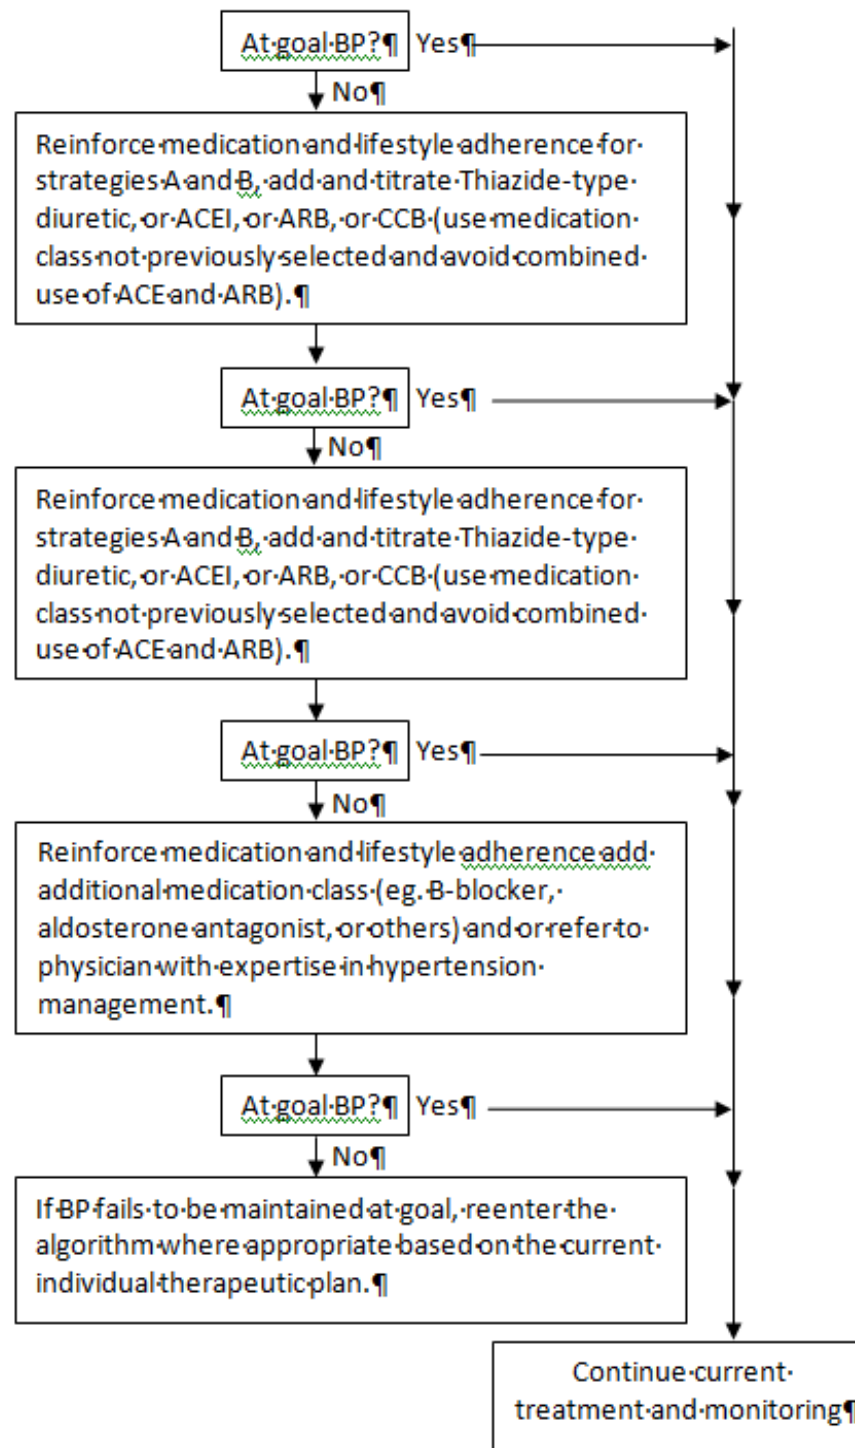 At goal BP?¶ Yes¶
No¶
Reinforce medication and lifestyle adherence for
strategies A and B, add and titrate Thiazide-type
diuretic, or ACEI, or ARB, or CCB (use medication
class not previously selected and avoid combined
use of ACE and ARB).¶
At goal BP?¶ Yes¶
No¶
Reinforce medication and lifestyle adherence for
strategies A and B, add and titrate Thiazide-type
diuretic, or ACEI, or ARB, or CCB (use medication
class not previously selected and avoid combined
use of ACE and ARB).¶
At goal BP?¶ Yes¶
No¶
Reinforce medication and lifestyle adherence add
additional medication class (eg. B-blocker,
aldosterone antagonist, or others) and or refer to
physician with expertise in hypertension
management.¶
At goal BP?¶ Yes¶
No¶
If BP fails to be maintained at goal, reenter the
algorithm where appropriate based on the current
individual therapeutic plan.¶
Continue current
treatment and monitoring¶